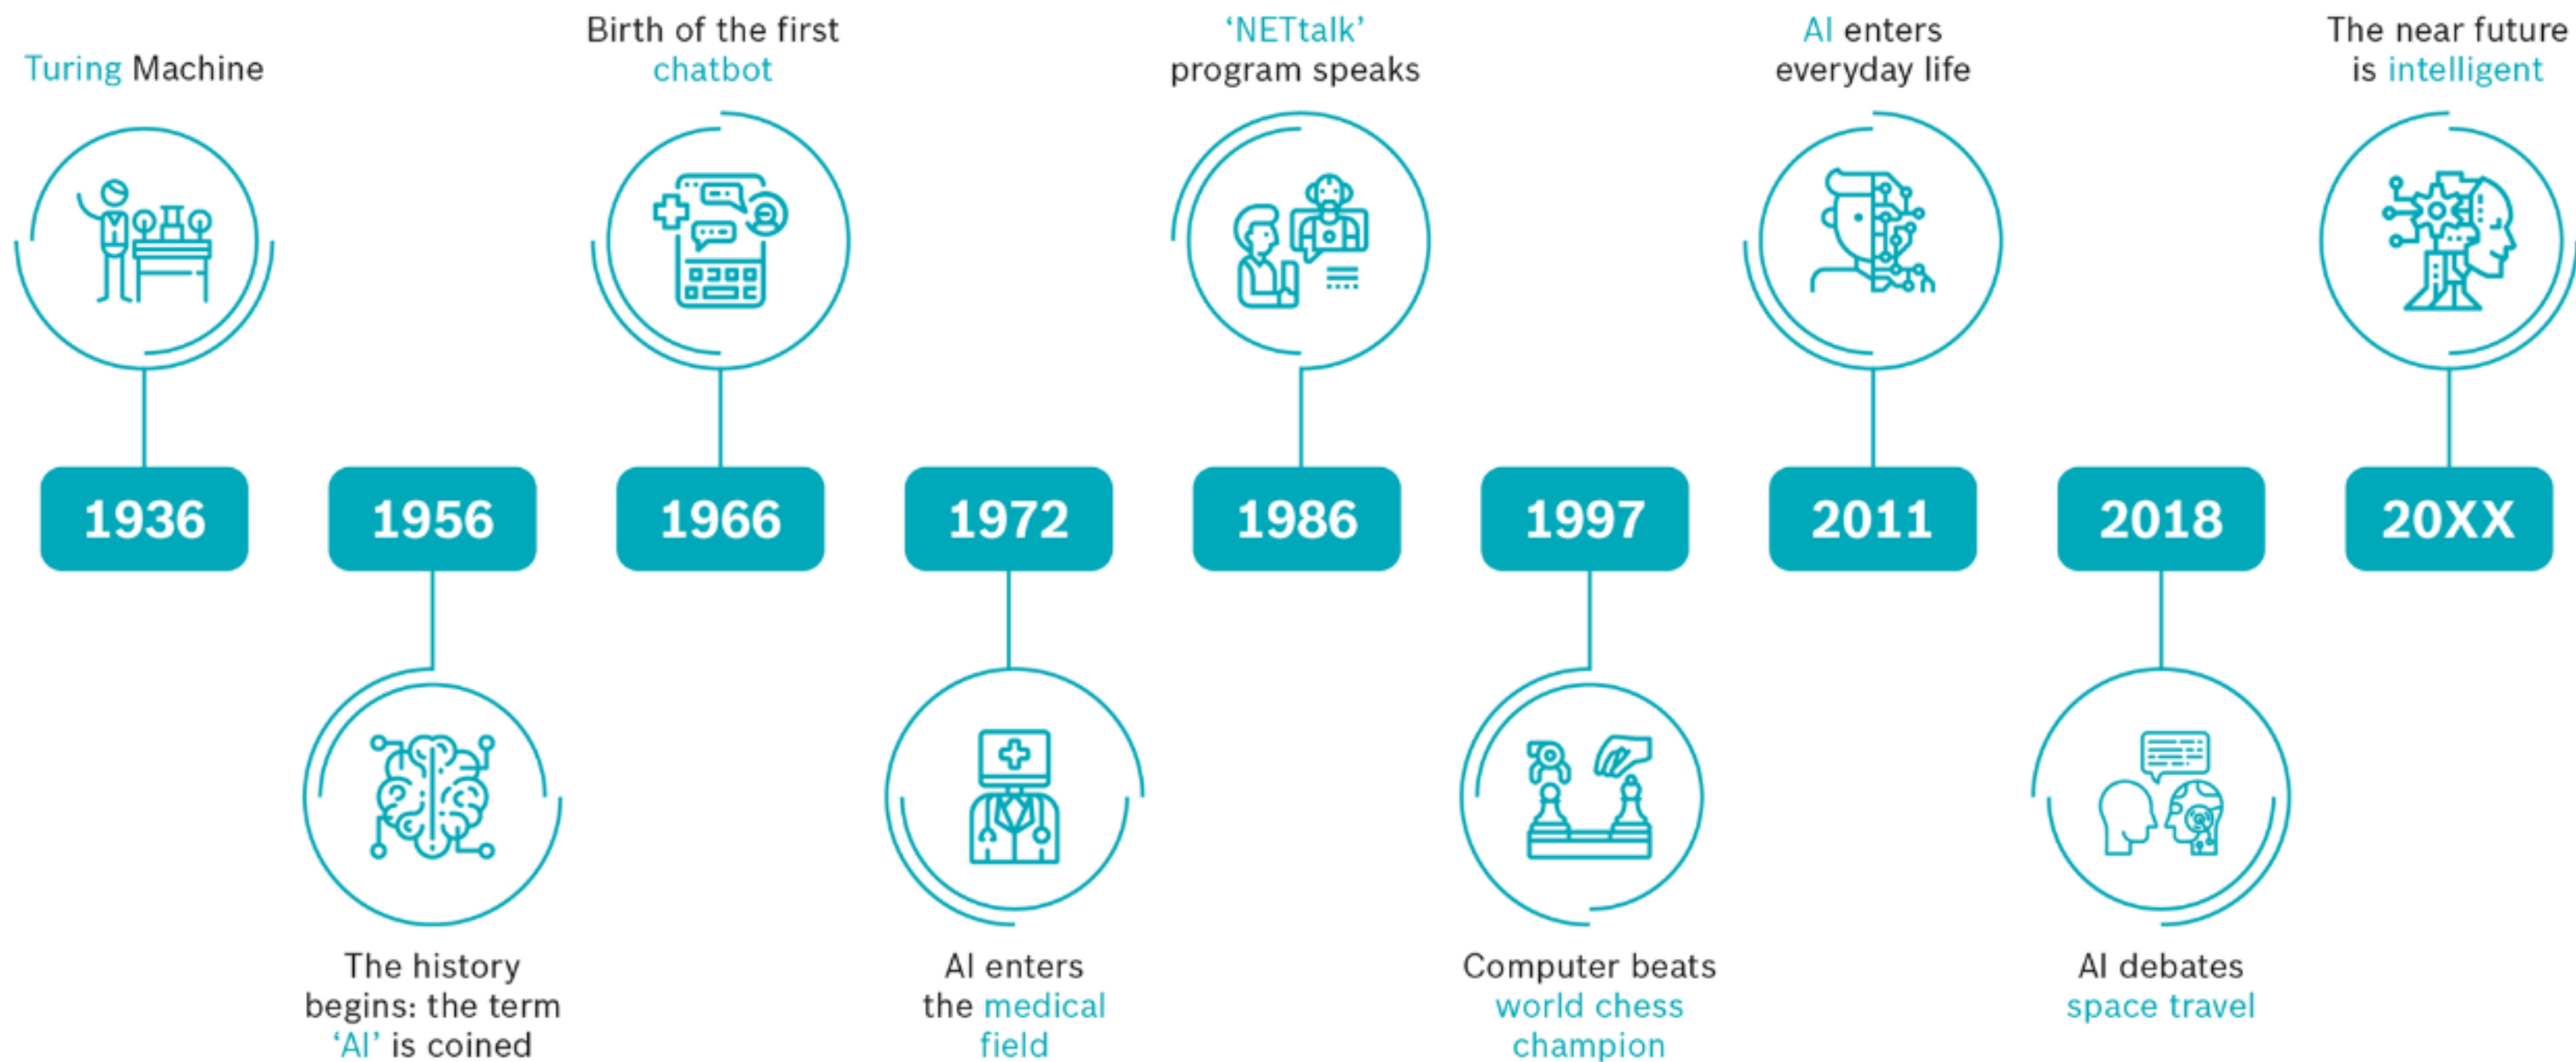 Turing Machine
Birth of the first
chatbot
‘NETtalk’
program speaks
AI enters
everyday life
The near future
is intelligent
1936
1956
1966
1972
1986
1997
2011
2018
20XX
The history
begins: the term
‘AI’ is coined
AI enters
the medical
field
Computer beats
world chess
champion
AI debates
space travel